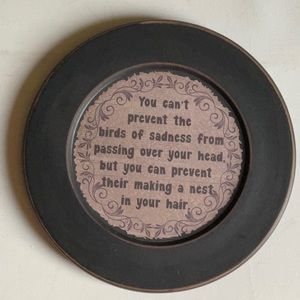 You can't
prevent the
birds of sadness from
passing over your head,
but you can prevent
their making a nest
in your hair.